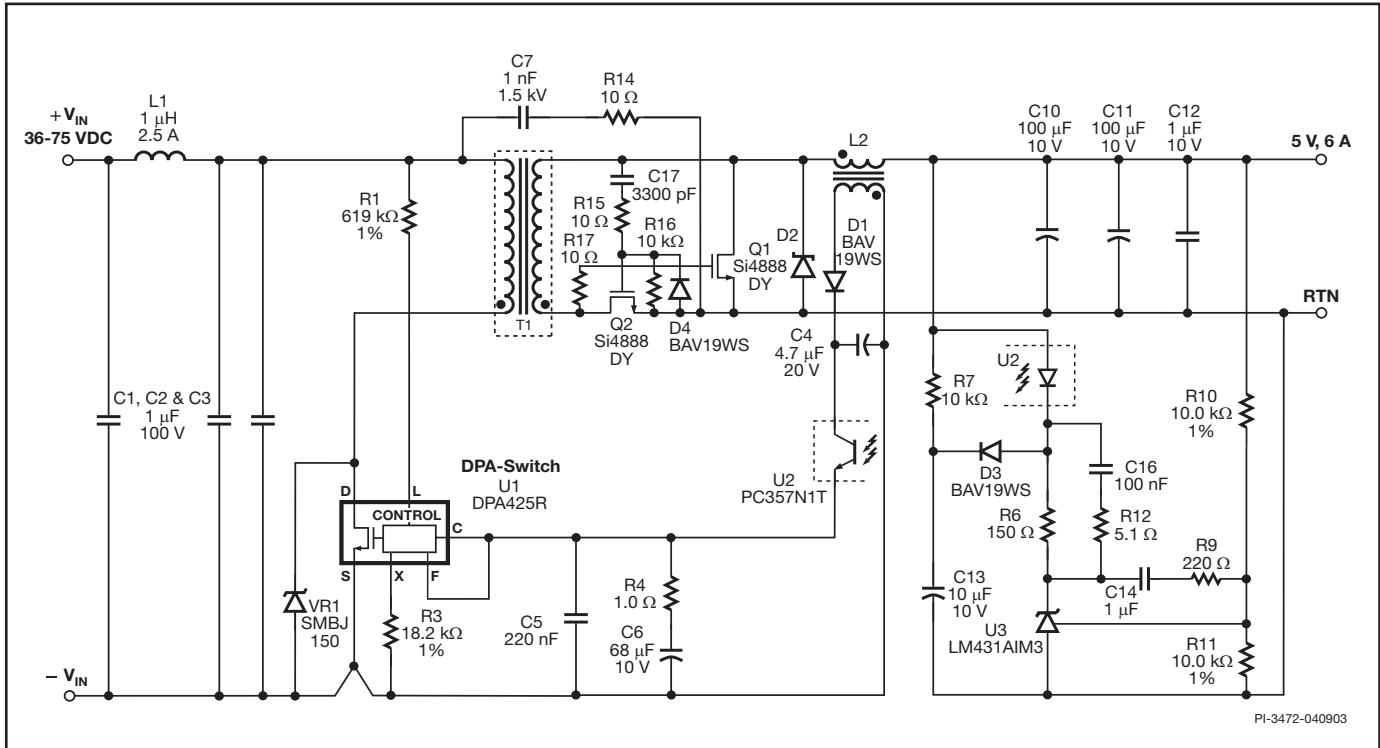 C7
1 nF
1.5 kV
R14
10 Ω
+ VIN
36-75 VDC
L1
1 µH
2.5 A
C10
100 µF
10 V
C11
100 µF
10 V
C12
1 µF
10 V
5 V, 6 A
L2
R1
619 kΩ
1%
C17
3300 pF
R15
10 Ω
R16
10 kΩ
R17
10 Ω
Q1
Si4888
DY
D2
D1
BAV
19WS
T1
Q2
Si4888
DY
D4
BAV19WS
C4
4.7 µF
20 V
RTN
U2
R7
10 kΩ
R10
10.0 kΩ
1%
C1, C2 & C3
1 µF
100 V
DPA-Switch
U1
DPA425R
D
L
CONTROL
C
S
X
F
U2
PC357N1T
D3
BAV19WS
C16
100 nF
R6
150 Ω
R12
5.1 Ω
R9
220 Ω
VR1
SMBJ
150
R3
18.2 kΩ
1%
C5
220 nF
R4
1.0 Ω
C6
68 µF
10 V
C13
10 µF
10 V
C14
1 µF
U3
LM431AIM3
R11
10.0 kΩ
1%
− VIN
PI-3472-040903